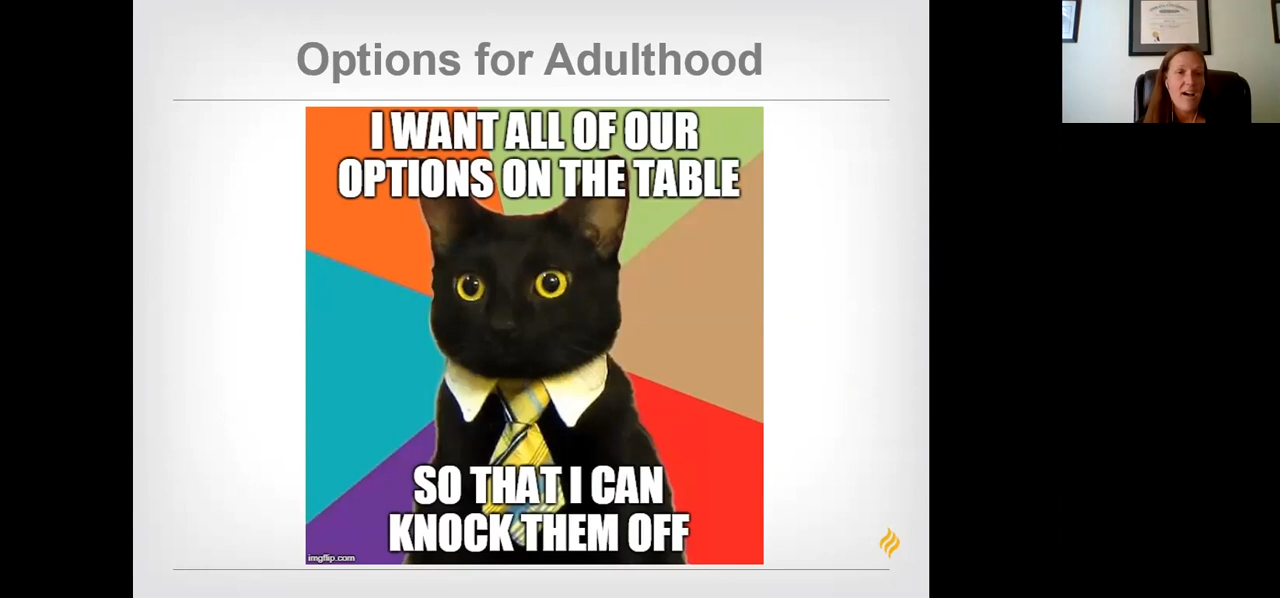 Options for Adulthood
I WANT ALL OF OUR
OPTIONS ON THE TABLE
SO THAT I CAN
KNOCK THEM OFF
imgflip.com